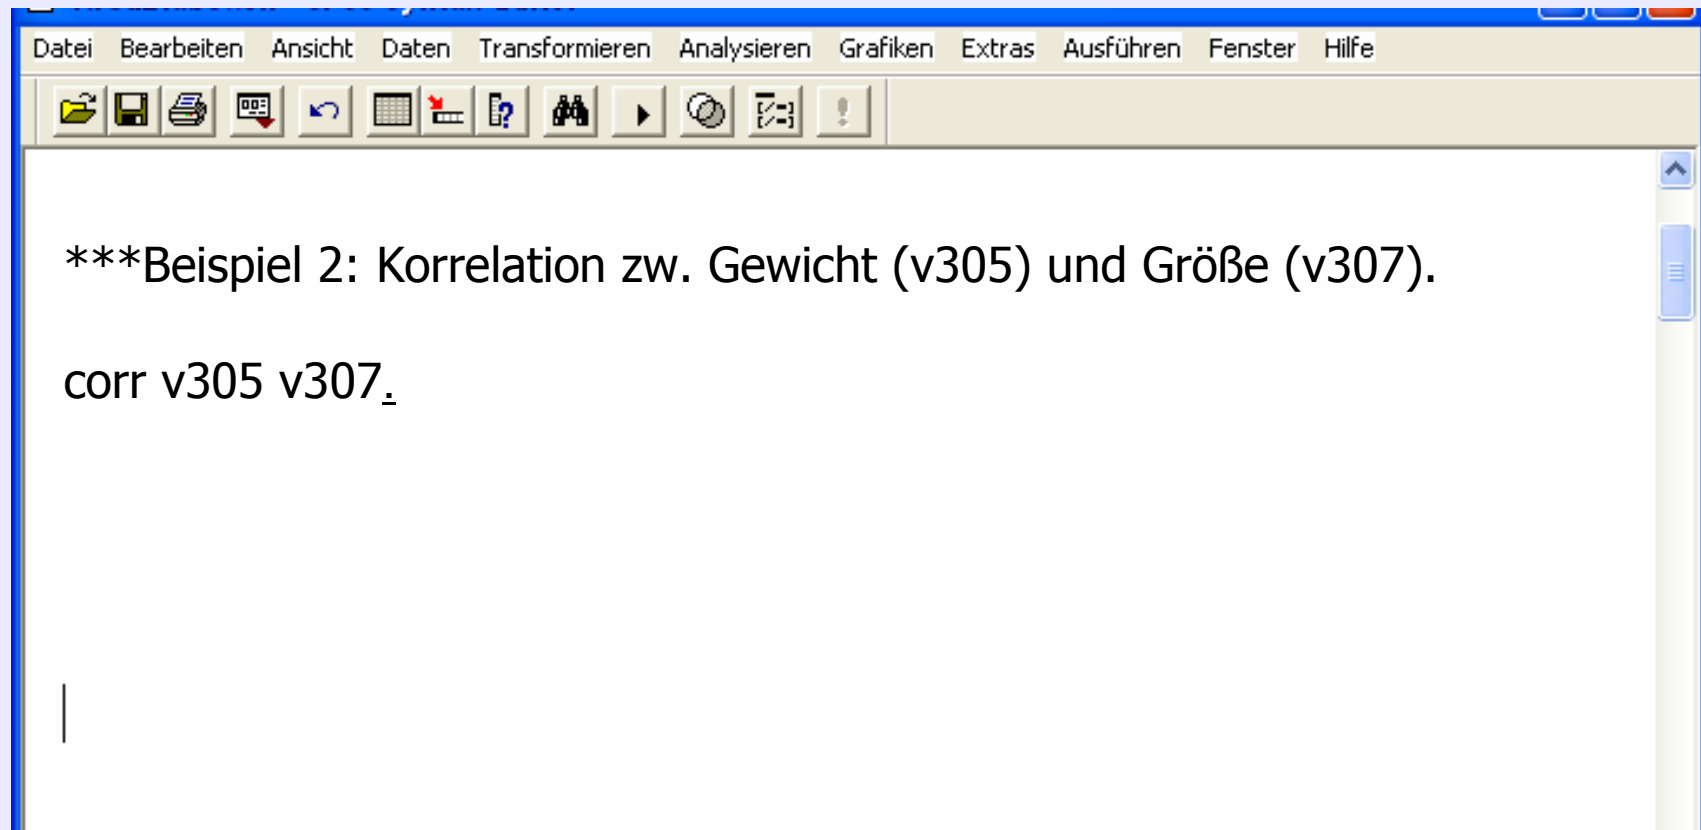 Datei Bearbeiten Ansicht Daten Transformieren Analysieren Grafiken Extras Ausführen Fenster Hilfe
***Beispiel 2: Korrelation zw. Gewicht (v305) und Größe (v307).
corr v305 v307.